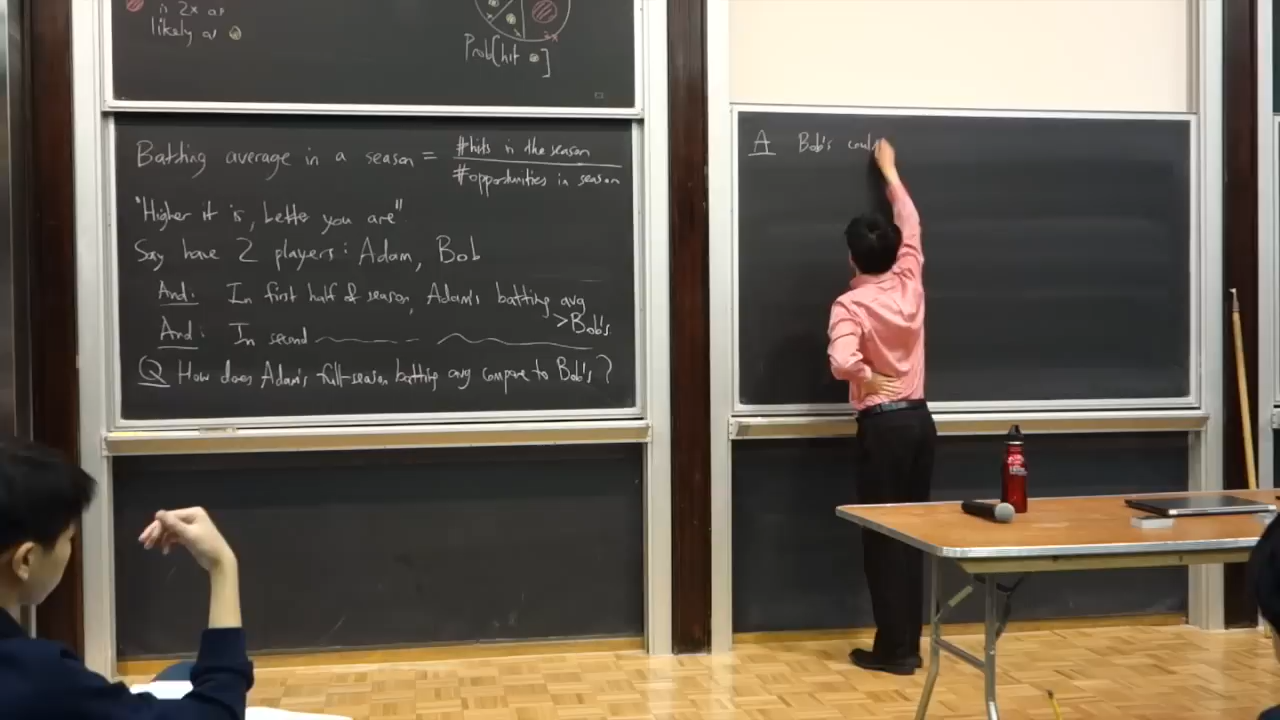 is 2x as
likely as
Prob[hit ]
Batting average in a season = #hits in the season
#opportunities in season
"Higher it is, better you are"
Say have 2 players: Adam, Bob
And: In first half of season, Adam's batting avg
>Bob's
And: In second
Q How does Adam's full-season batting avg compare to Bob's?
A Bob's could